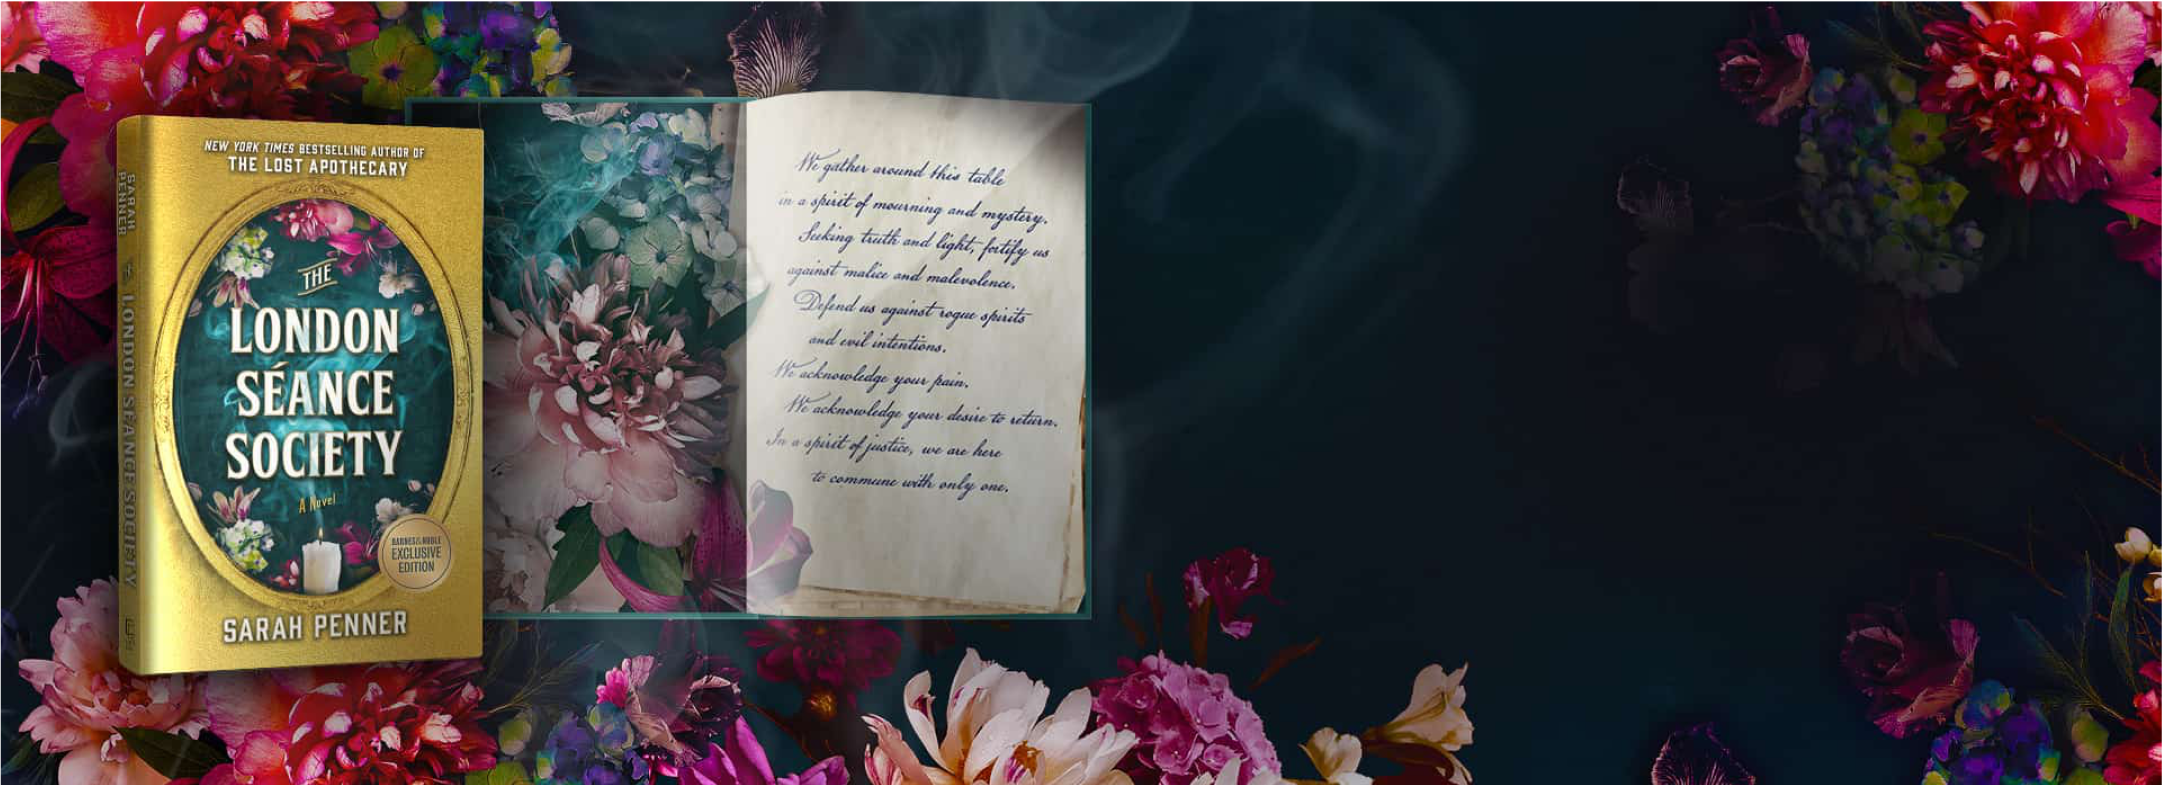 NEW YORK TIMES BESTSELLING AUTHOR OF
THE LOST APOTHECARY
THE
LONDON
SÉANCE
SOCIETY
A Novel
BARNES & NOBLE
EXCLUSIVE
EDITION
SARAH PENNER
SARAH
PENNER
LONDON SÉANCE SOCIETY
We gather around this table
in a spirit of mourning and mystery.
Seeking truth and light, fortify us
against malice and malevolence.
Defend us against rogue spirits
and evil intentions.
We acknowledge your pain.
We acknowledge your desire to return.
In a spirit of justice, we are here
to commune with only one.